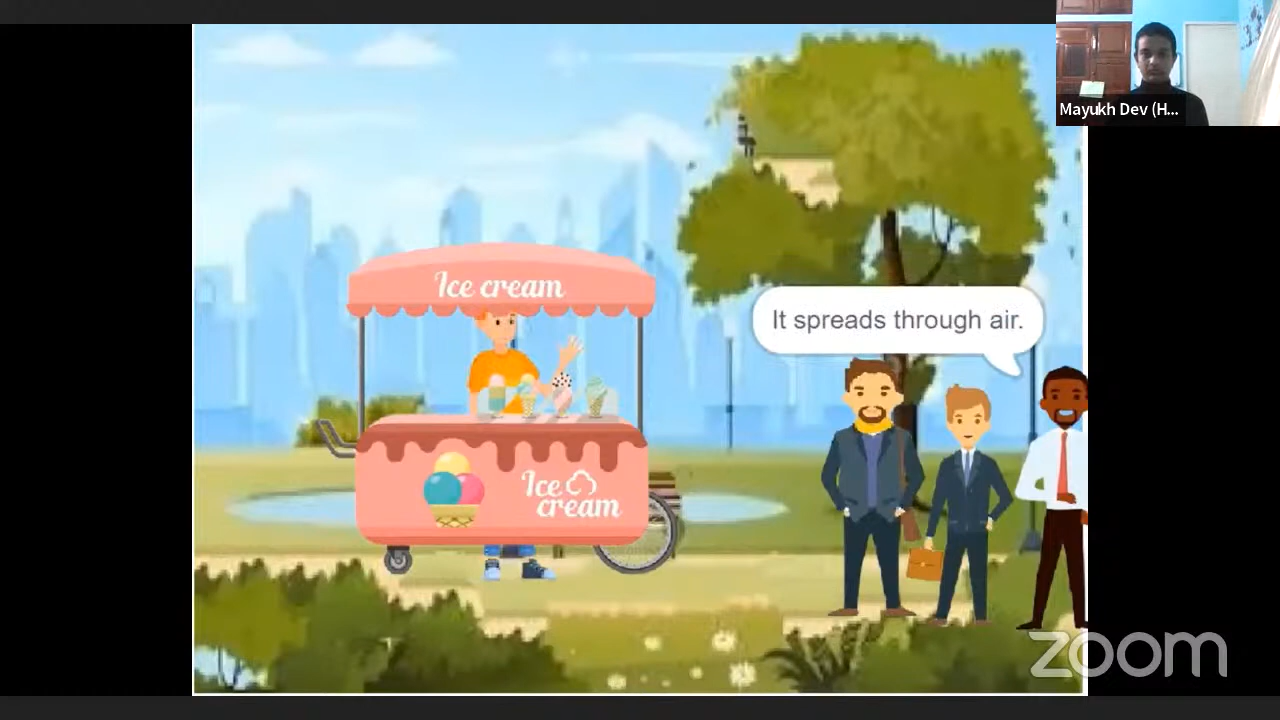 Mayukh Dev (H...
Ice cream
It spreads through air.
Ice
cream
zoom